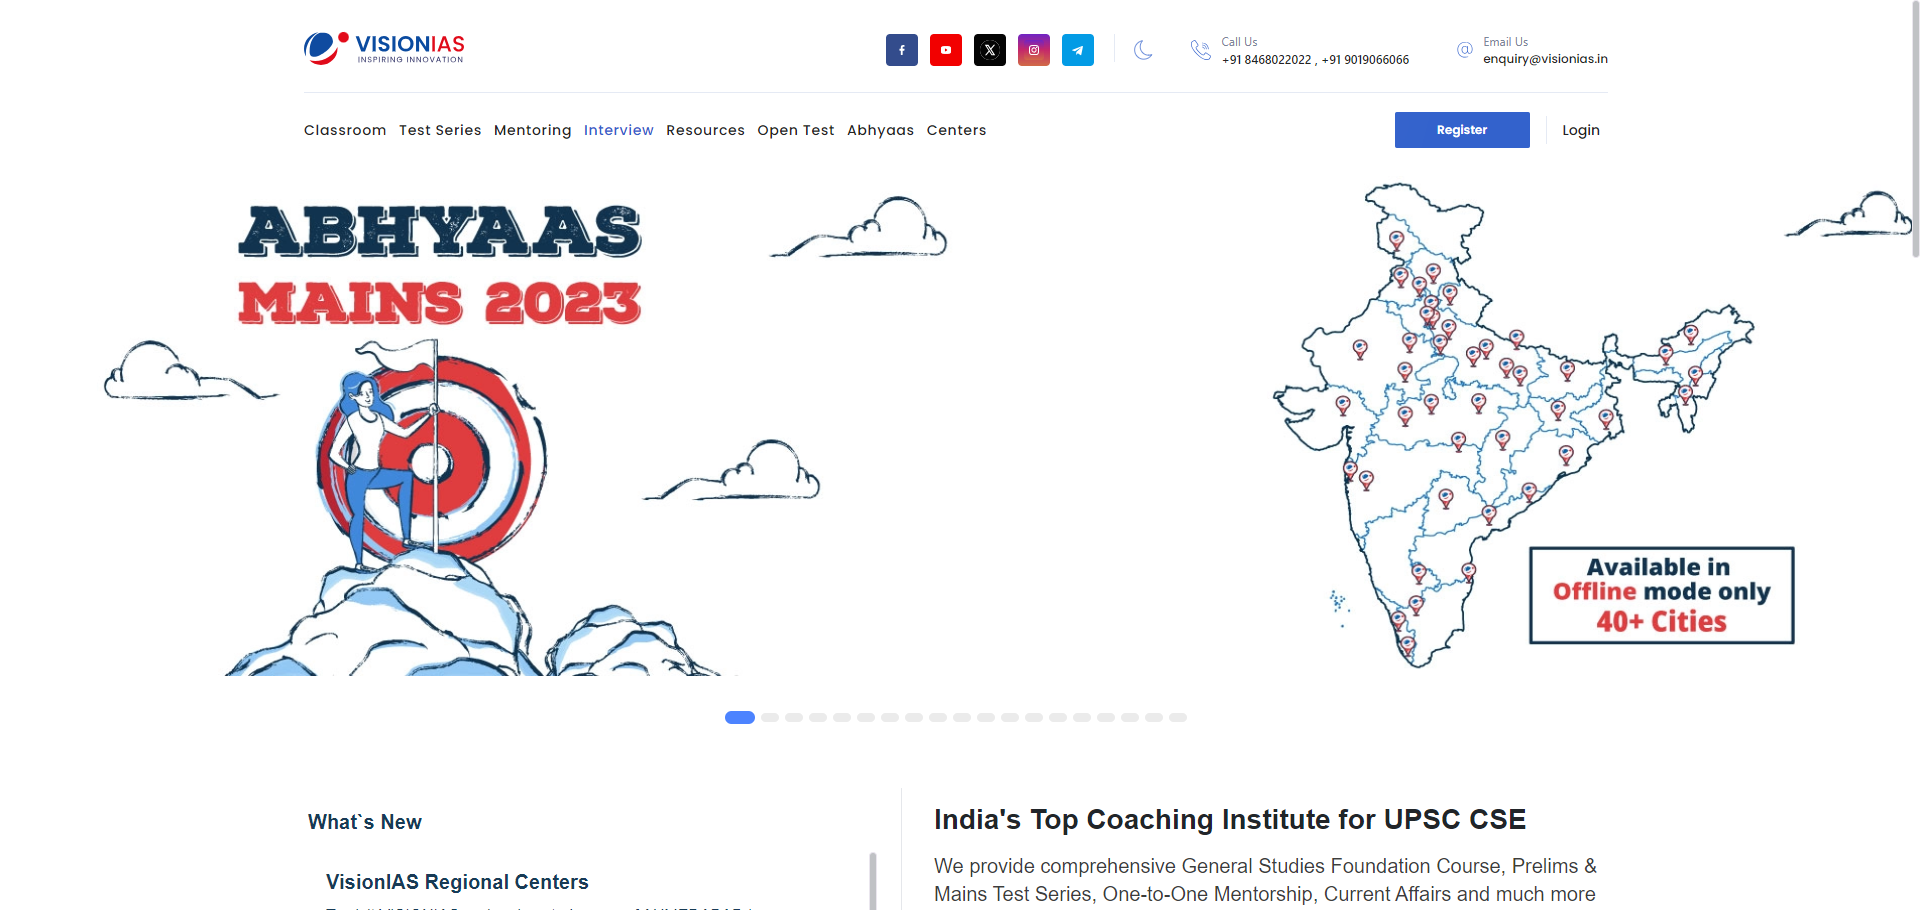 VISIONIAS
INSPIRING INNOVATION
Call Us
+91 8468022022 , +91 9019066066
Email Us
enquiry@visionias.in
Classroom Test Series Mentoring Interview Resources Open Test Abhyaas Centers
Register
Login
ABHYAAS
MAINS 2023
Available in
Offline mode only
40+ Cities
What`s New
VisionIAS Regional Centers
India's Top Coaching Institute for UPSC CSE
We provide comprehensive General Studies Foundation Course, Prelims &
Mains Test Series, One-to-One Mentorship, Current Affairs and much more